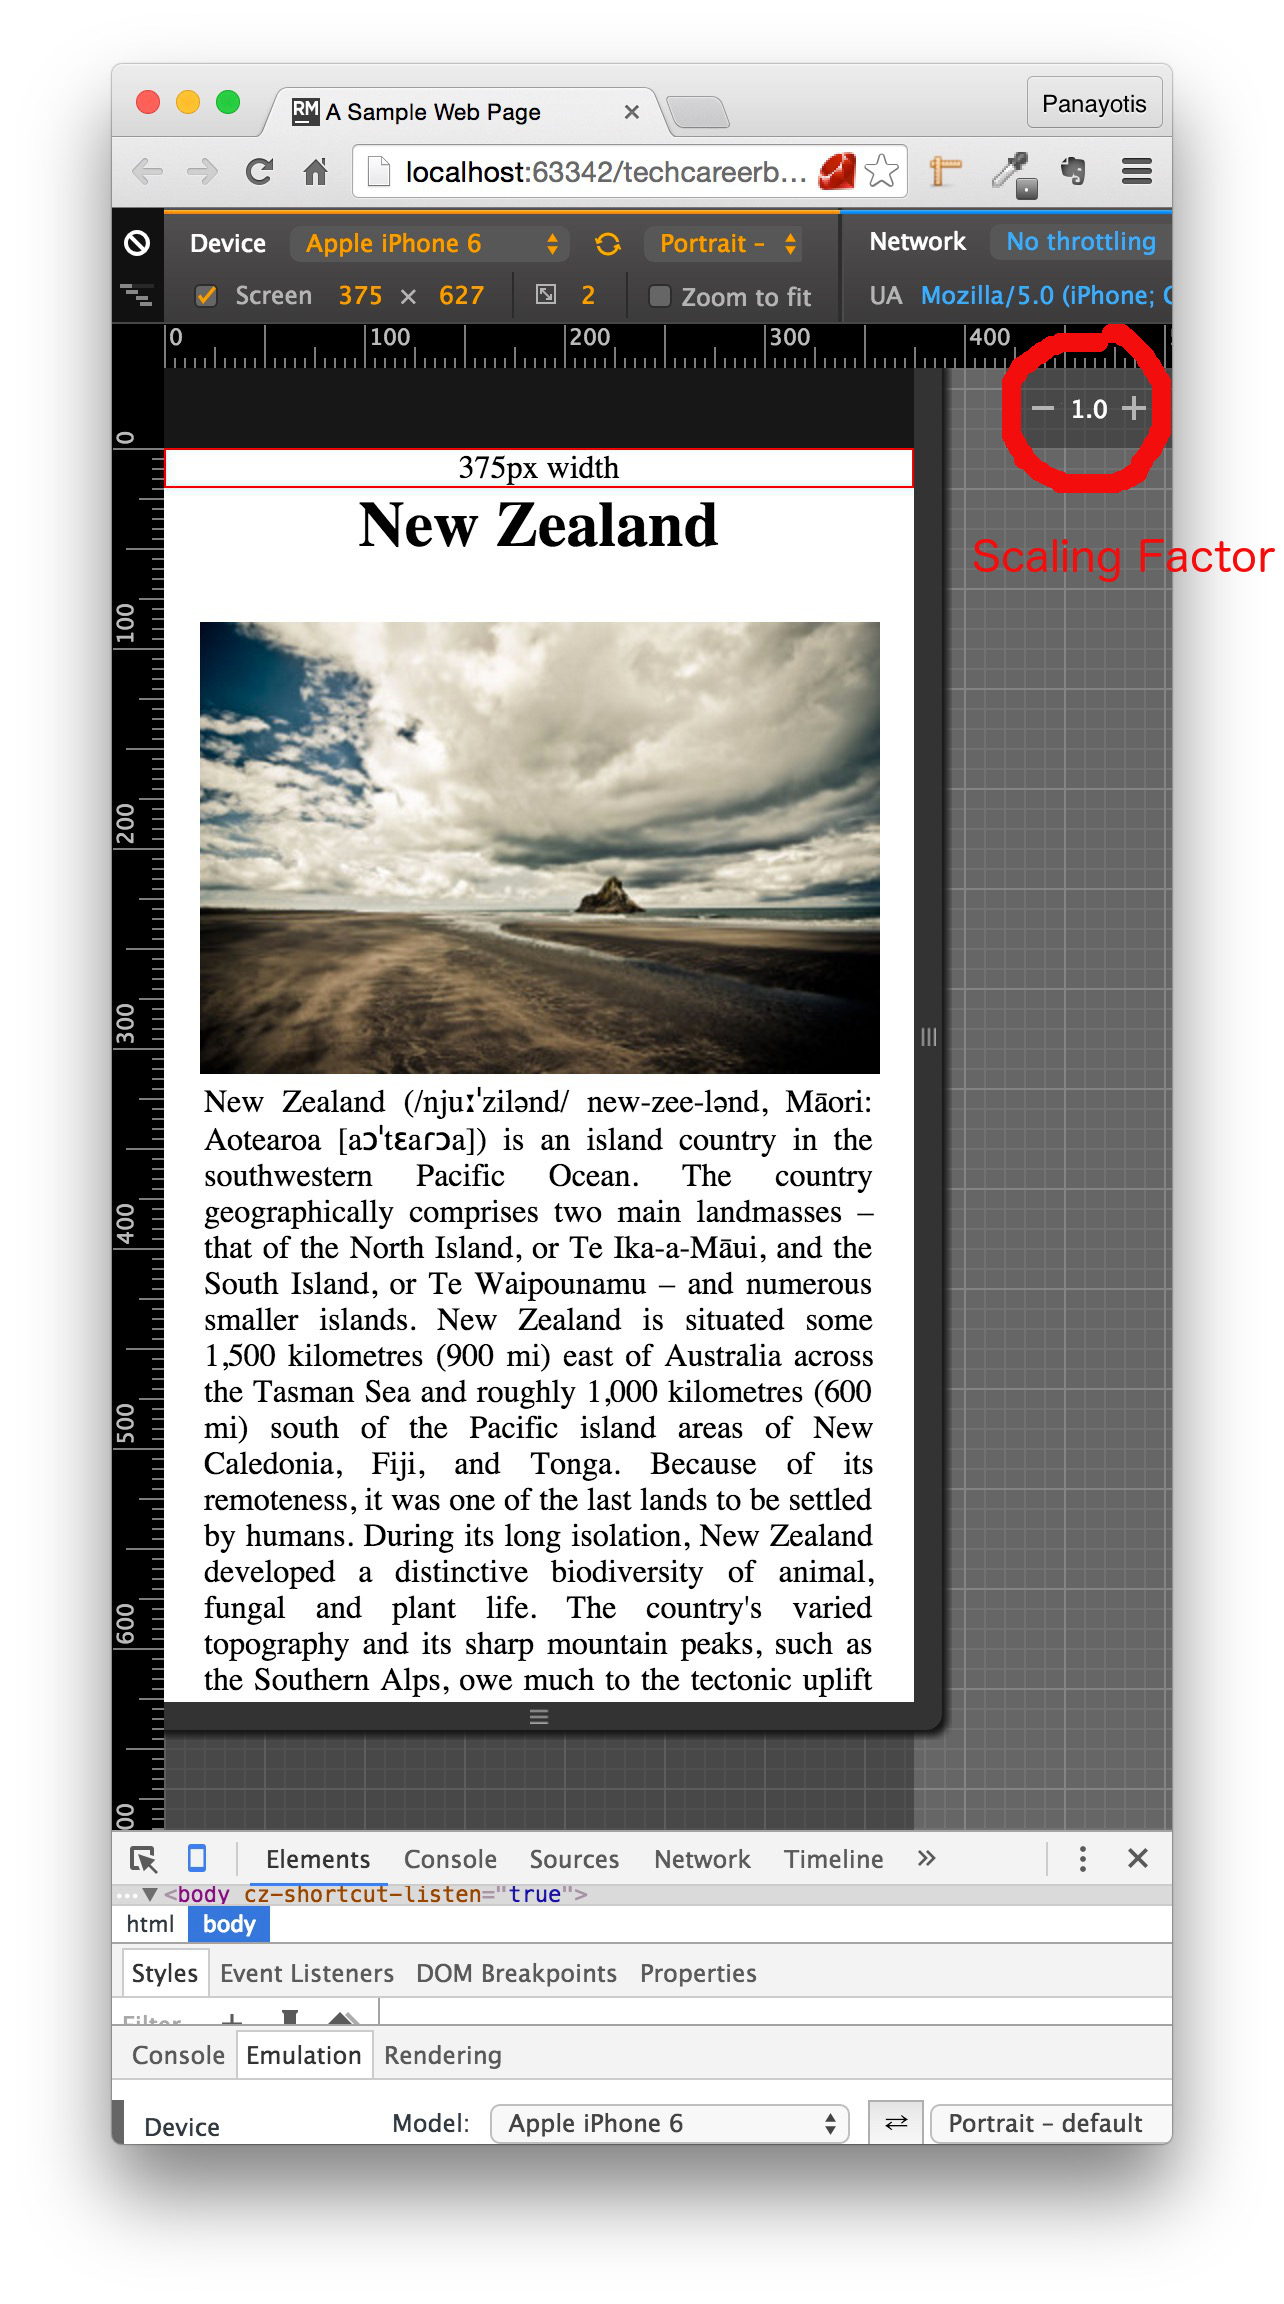 RM A Sample Web Page
Panayotis
localhost:63342/techcareerb...
Device Apple iPhone 6 Portrait - Network No throttling
Screen 375 × 627 2 Zoom to fit UA Mozilla/5.0 (iPhone;
0 100 200 300 400
1.0
Scaling Factor
0
100
200
300
400
500
600
375px width
New Zealand
New Zealand (/njuːˈzilənd/ new-zee-lənd, Māori:
Aotearoa [aɔˈtɛaɾɔa]) is an island country in the
southwestern Pacific Ocean. The country
geographically comprises two main landmasses –
that of the North Island, or Te Ika-a-Māui, and the
South Island, or Te Waipounamu – and numerous
smaller islands. New Zealand is situated some
1,500 kilometres (900 mi) east of Australia across
the Tasman Sea and roughly 1,000 kilometres (600
mi) south of the Pacific island areas of New
Caledonia, Fiji, and Tonga. Because of its
remoteness, it was one of the last lands to be settled
by humans. During its long isolation, New Zealand
developed a distinctive biodiversity of animal,
fungal and plant life. The country's varied
topography and its sharp mountain peaks, such as
the Southern Alps, owe much to the tectonic uplift
Elements Console Sources Network Timeline »
...▼<body cz-shortcut-listen="true">
html body
Styles Event Listeners DOM Breakpoints Properties
Filter
Console Emulation Rendering
Device Model: Apple iPhone 6 Portrait - default